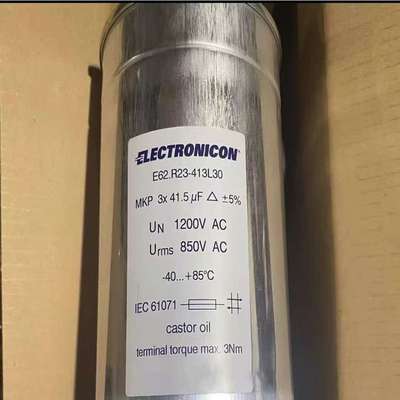 ELECTRONICON
E62.R23-413L30
MKP 3x 41.5 µF △ ±5%
UN 1200V AC
Urms 850V AC
-40...+85°C
IEC 61071
castor oil
terminal torque max. 3Nm